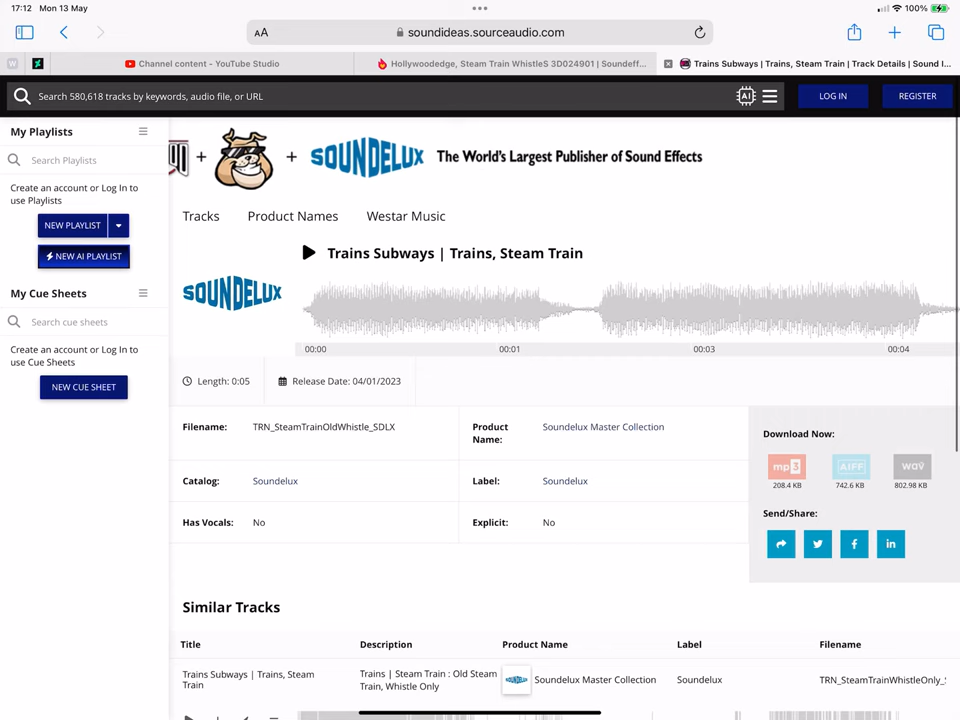 17:12 Mon 13 May
100%
AA
soundideas.sourceaudio.com
W
Channel content - YouTube Studio
Hollywoodedge, Steam Train WhistleS 3D024901 | Soundeff...
Trains Subways | Trains, Steam Train | Track Details | Sound I...
Search 580,618 tracks by keywords, audio file, or URL
AI
LOG IN
REGISTER
My Playlists
Search Playlists
Create an account or Log In to
use Playlists
NEW PLAYLIST
NEW AI PLAYLIST
My Cue Sheets
Search cue sheets
Create an account or Log In to
use Cue Sheets
NEW CUE SHEET
+ + SOUNDELUX The World's Largest Publisher of Sound Effects
Tracks Product Names Westar Music
Trains Subways | Trains, Steam Train
SOUNDELUX
00:00 00:01 00:03 00:04
Length: 0:05 Release Date: 04/01/2023
Filename: TRN_SteamTrainOldWhistle_SDLX
Product
Name:
Soundelux Master Collection
Catalog: Soundelux
Label: Soundelux
Has Vocals: No
Explicit: No
Download Now:
mp3 AIFF wav
208.4 KB 742.6 KB 802.98 KB
Send/Share:
Similar Tracks
Title Description Product Name Label Filename
Trains Subways | Trains, Steam
Train
Trains | Steam Train : Old Steam
Train, Whistle Only
SOUNDELUX
Soundelux Master Collection
Soundelux
TRN_SteamTrainWhistleOnly_